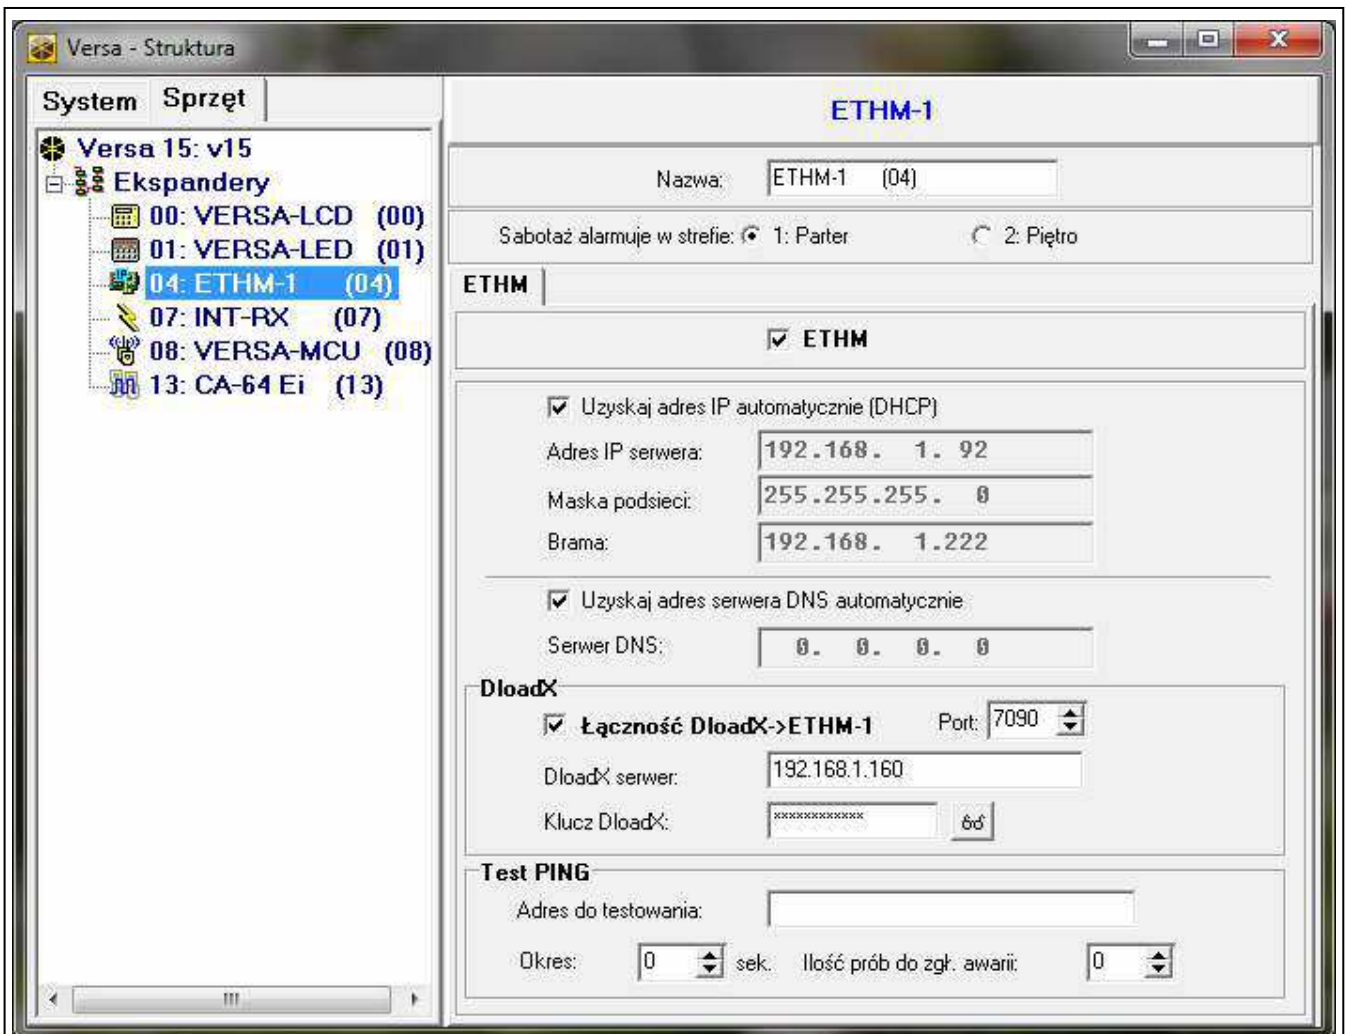 Versa - Struktura
System Sprzęt
Versa 15: v15
Ekspandery
00: VERSA-LCD (00)
01: VERSA-LED (01)
04: ETHM-1 (04)
07: INT-RX (07)
08: VERSA-MCU (08)
13: CA-64 Ei (13)
ETHM-1
Nazwa: ETHM-1 (04)
Sabotaż alarmuje w strefie: 1: Parter 2: Piętro
ETHM
ETHM
Uzyskaj adres IP automatycznie (DHCP)
Adres IP serwera: 192.168. 1. 92
Maska podsieci: 255.255.255. 0
Brama: 192.168. 1.222
Uzyskaj adres serwera DNS automatycznie
Serwer DNS: 0. 0. 0. 0
DloadX
Łączność DloadX->ETHM-1 Port: 7090
DloadX serwer: 192.168.1.160
Klucz DloadX: ************
Test PING
Adres do testowania:
Okres: 0 sek. Ilość prób do zgł. awarii: 0